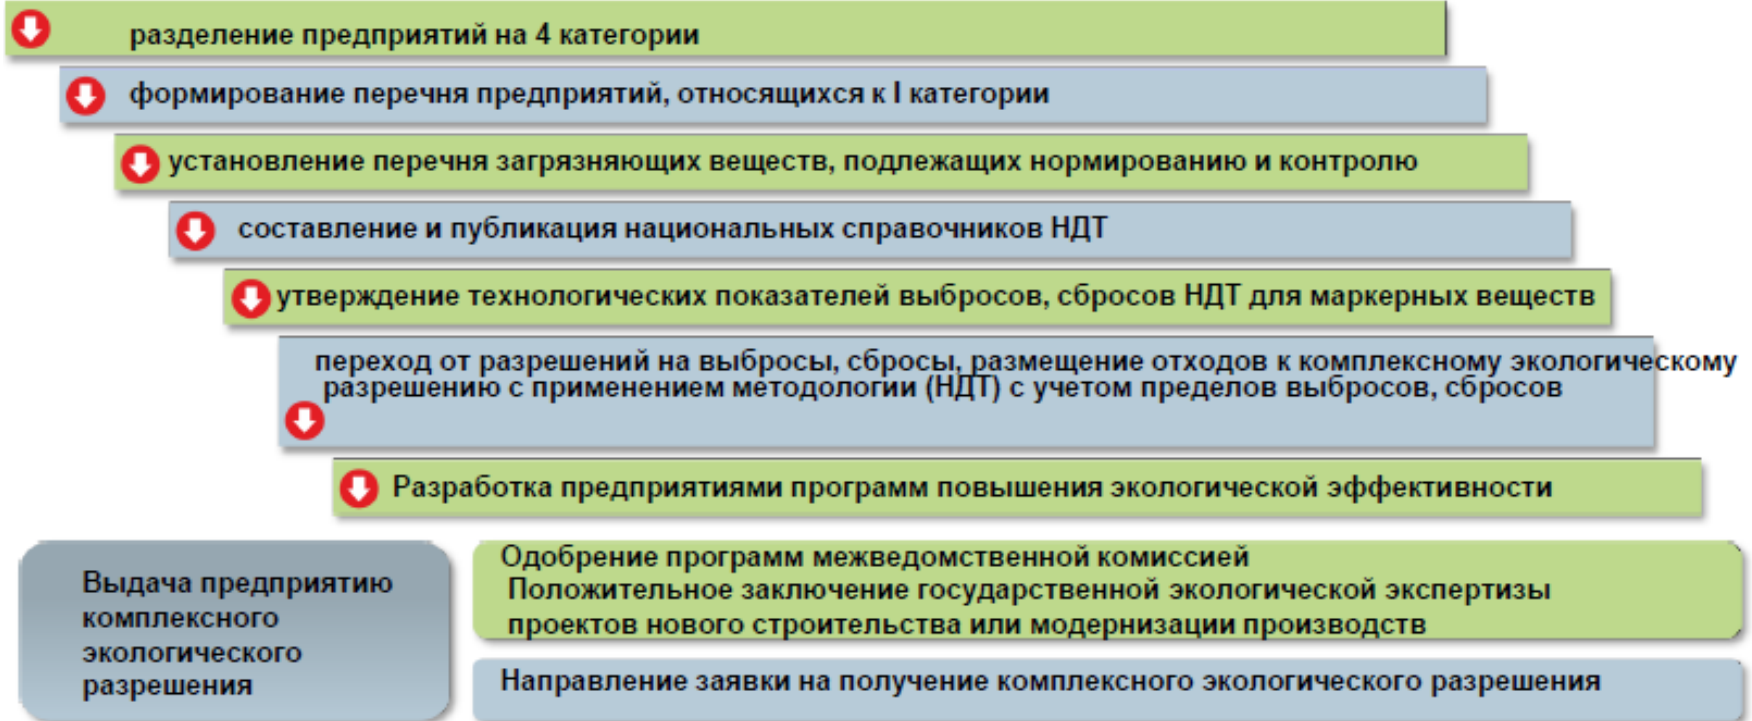 разделение предприятий на 4 категории
формирование перечня предприятий, относящихся к I категории
установление перечня загрязняющих веществ, подлежащих нормированию и контролю
составление и публикация национальных справочников НДТ
утверждение технологических показателей выбросов, сбросов НДТ для маркерных веществ
переход от разрешений на выбросы, сбросы, размещение отходов к комплексному экологическому
разрешению с применением методологии (НДТ) с учетом пределов выбросов, сбросов
Разработка предприятиями программ повышения экологической эффективности
Выдача предприятию
комплексного
экологического
разрешения
Одобрение программ межведомственной комиссией
Положительное заключение государственной экологической экспертизы
проектов нового строительства или модернизации производств
Направление заявки на получение комплексного экологического разрешения